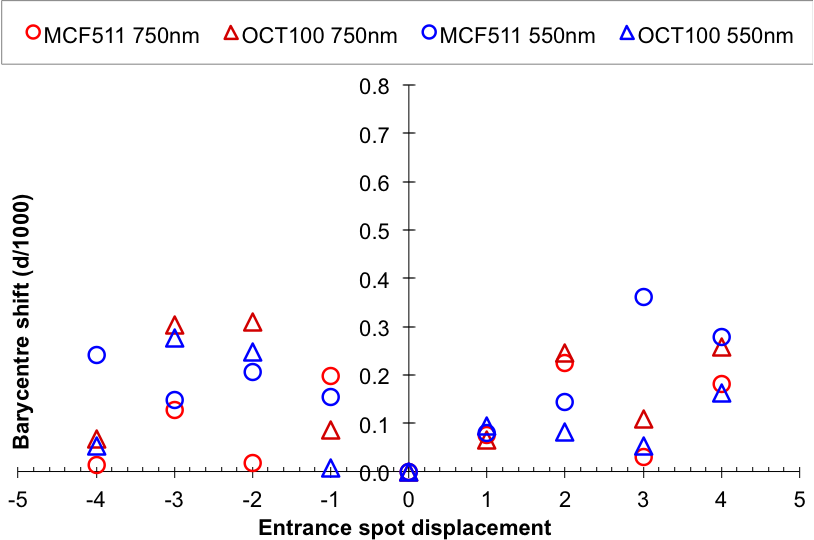 MCF511 750nm OCT100 750nm MCF511 550nm OCT100 550nm
0.8
0.7
0.6
0.5
0.4
0.3
0.2
0.1
0.0
Barycentre shift (d/1000)
-5 -4 -3 -2 -1 0 1 2 3 4 5
Entrance spot displacement